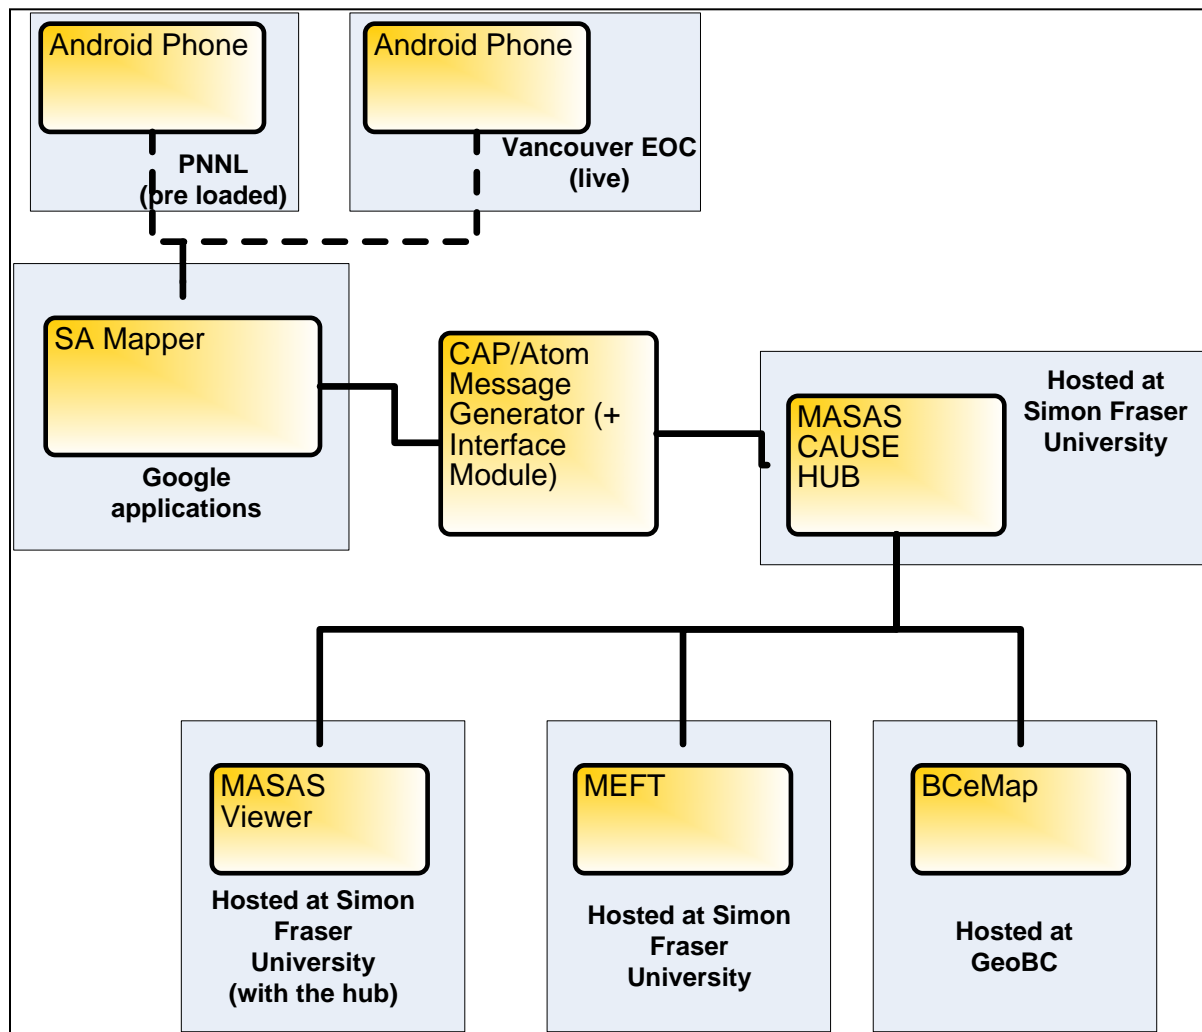 Android Phone
PNNL
(pre loaded)
Android Phone
Vancouver EOC
(live)
SA Mapper
Google
applications
CAP/Atom
Message
Generator (+
Interface
Module)
MASAS
CAUSE
HUB
Hosted at
Simon Fraser
University
MASAS
Viewer
Hosted at Simon
Fraser
University
(with the hub)
MEFT
Hosted at Simon
Fraser
University
BCeMap
Hosted at
GeoBC